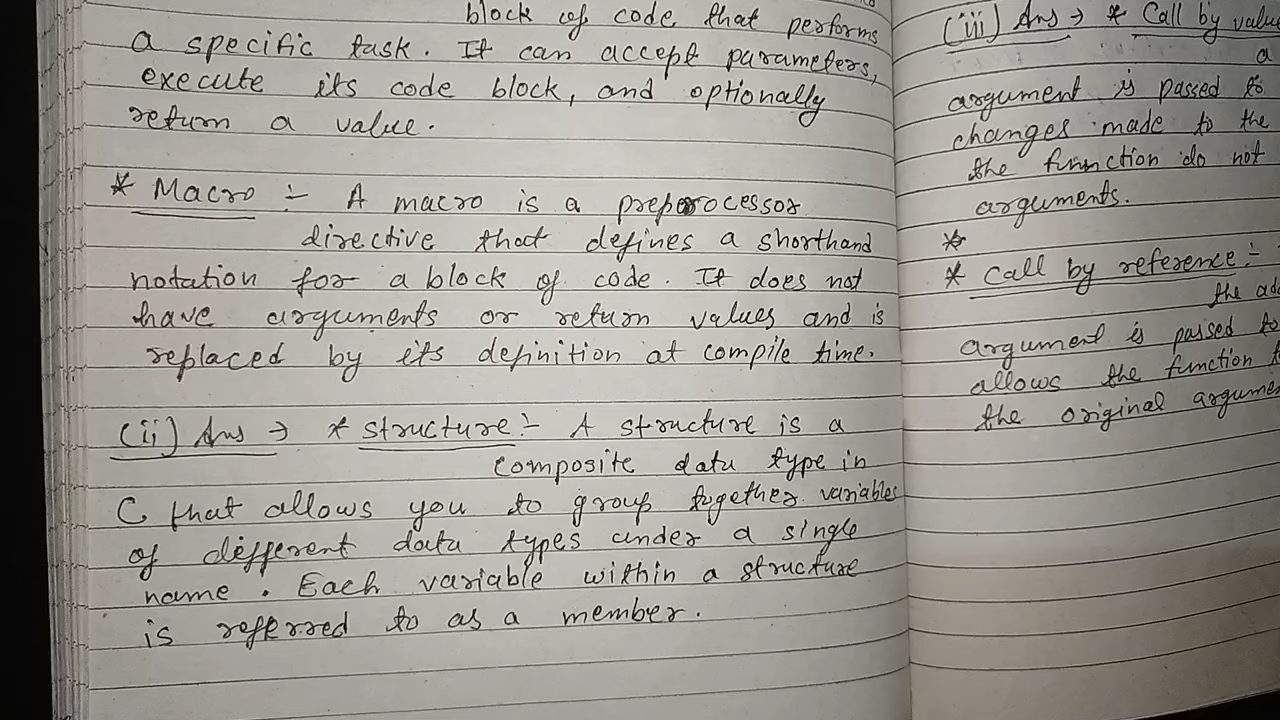 block of code that performs
a specific task. It can accept parameters,
execute its code block, and optionally
return a value.
* Macro :- A macro is a preprocessor
directive that defines a shorthand
notation for a block of code. It does not
have arguments or return values and is
replaced by its definition at compile time.
(ii) Ans → * structure :- A structure is a
composite data type in
C that allows you to group together variables
of different data types under a single
name. Each variable within a structure
is referred to as a member.
(iii) Ans → * Call by value
a
argument is passed to
changes made to the
the function do not
arguments.
*
* Call by reference :-
the
argument is passed to
allows the function
the original